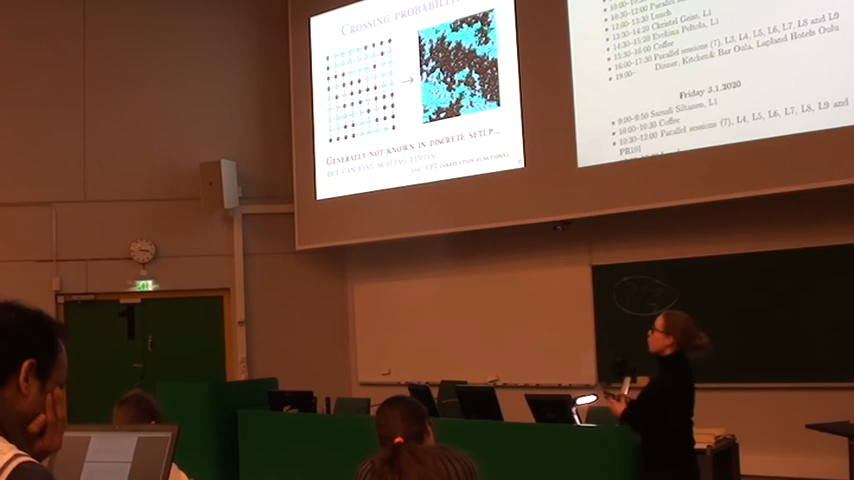 CROSSING PROBABILIT
GENERALLY NOT KNOWN IN DISCRETE SETUP...
BUT CAN FIND SCALING LIMITS
(CORRELATION FUNCTIONS)
10:30–12:00 Parallel
12:00–13:30 Lunch
13:30–14:20 Christel Geiss, L1
14:30–15:20 Eveliina Peltola, L1
15:30–16:00 Coffee
16:00–17:30 Parallel sessions (7), L3, L4, L5, L6, L7, L8 and L9
19:00– Dinner, Kitchen & Bar Oula, Lapland Hotels Oulu
Friday 3.1.2020
9:00–9:50 Samuli Siltanen, L1
10:00–10:30 Coffee
10:30–12:00 Parallel sessions (7), L4, L5, L6, L7, L8, L9 and
PR101
1